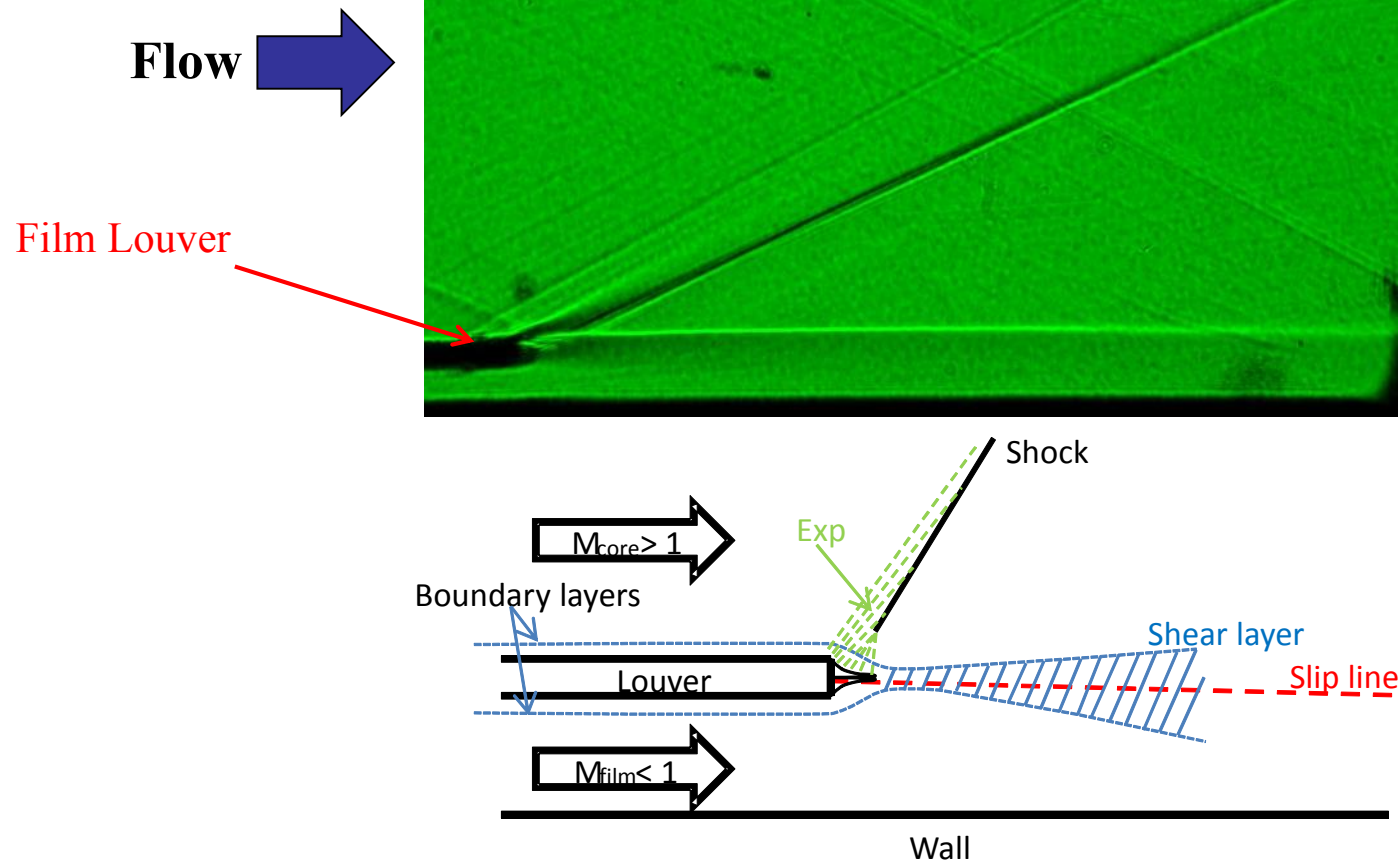 Flow
Film Louver
Shock
Exp
Mcore> 1
Boundary layers
Shear layer
Louver
Slip line
Mfilm< 1
Wall